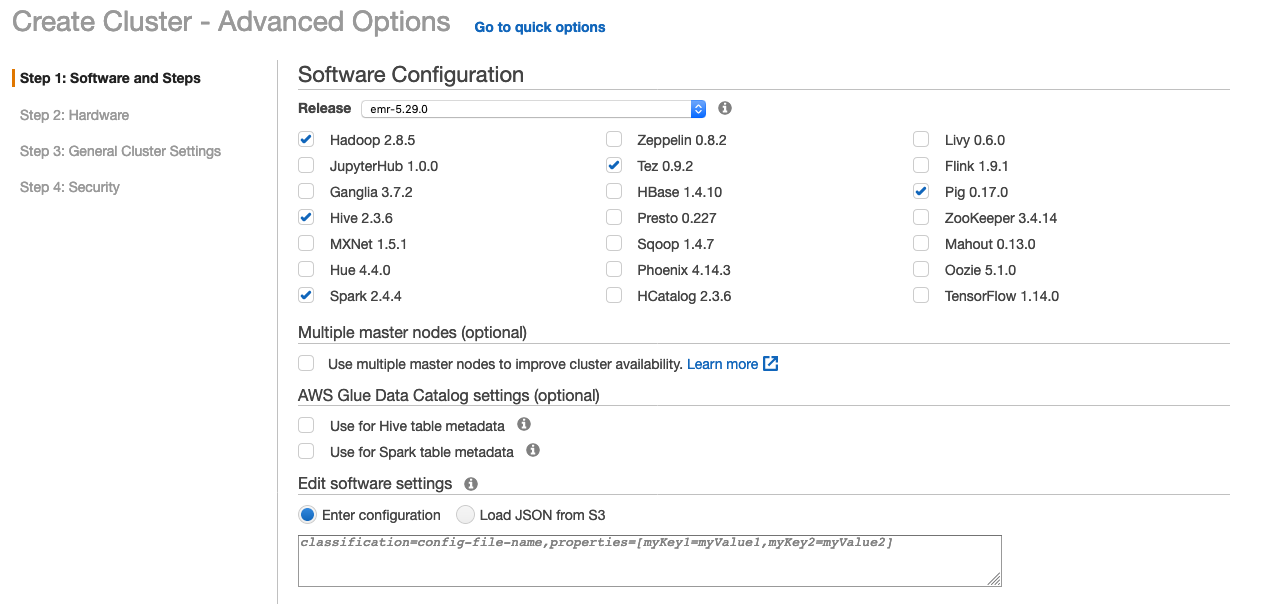 Create Cluster - Advanced Options Go to quick options
Step 1: Software and Steps
Step 2: Hardware
Step 3: General Cluster Settings
Step 4: Security
Software Configuration
Release emr-5.29.0
Hadoop 2.8.5 Zeppelin 0.8.2 Livy 0.6.0
JupyterHub 1.0.0 Tez 0.9.2 Flink 1.9.1
Ganglia 3.7.2 HBase 1.4.10 Pig 0.17.0
Hive 2.3.6 Presto 0.227 ZooKeeper 3.4.14
MXNet 1.5.1 Sqoop 1.4.7 Mahout 0.13.0
Hue 4.4.0 Phoenix 4.14.3 Oozie 5.1.0
Spark 2.4.4 HCatalog 2.3.6 TensorFlow 1.14.0
Multiple master nodes (optional)
Use multiple master nodes to improve cluster availability. Learn more
AWS Glue Data Catalog settings (optional)
Use for Hive table metadata
Use for Spark table metadata
Edit software settings
Enter configuration Load JSON from S3
classification=config-file-name,properties=[myKey1=myValue1,myKey2=myValue2]